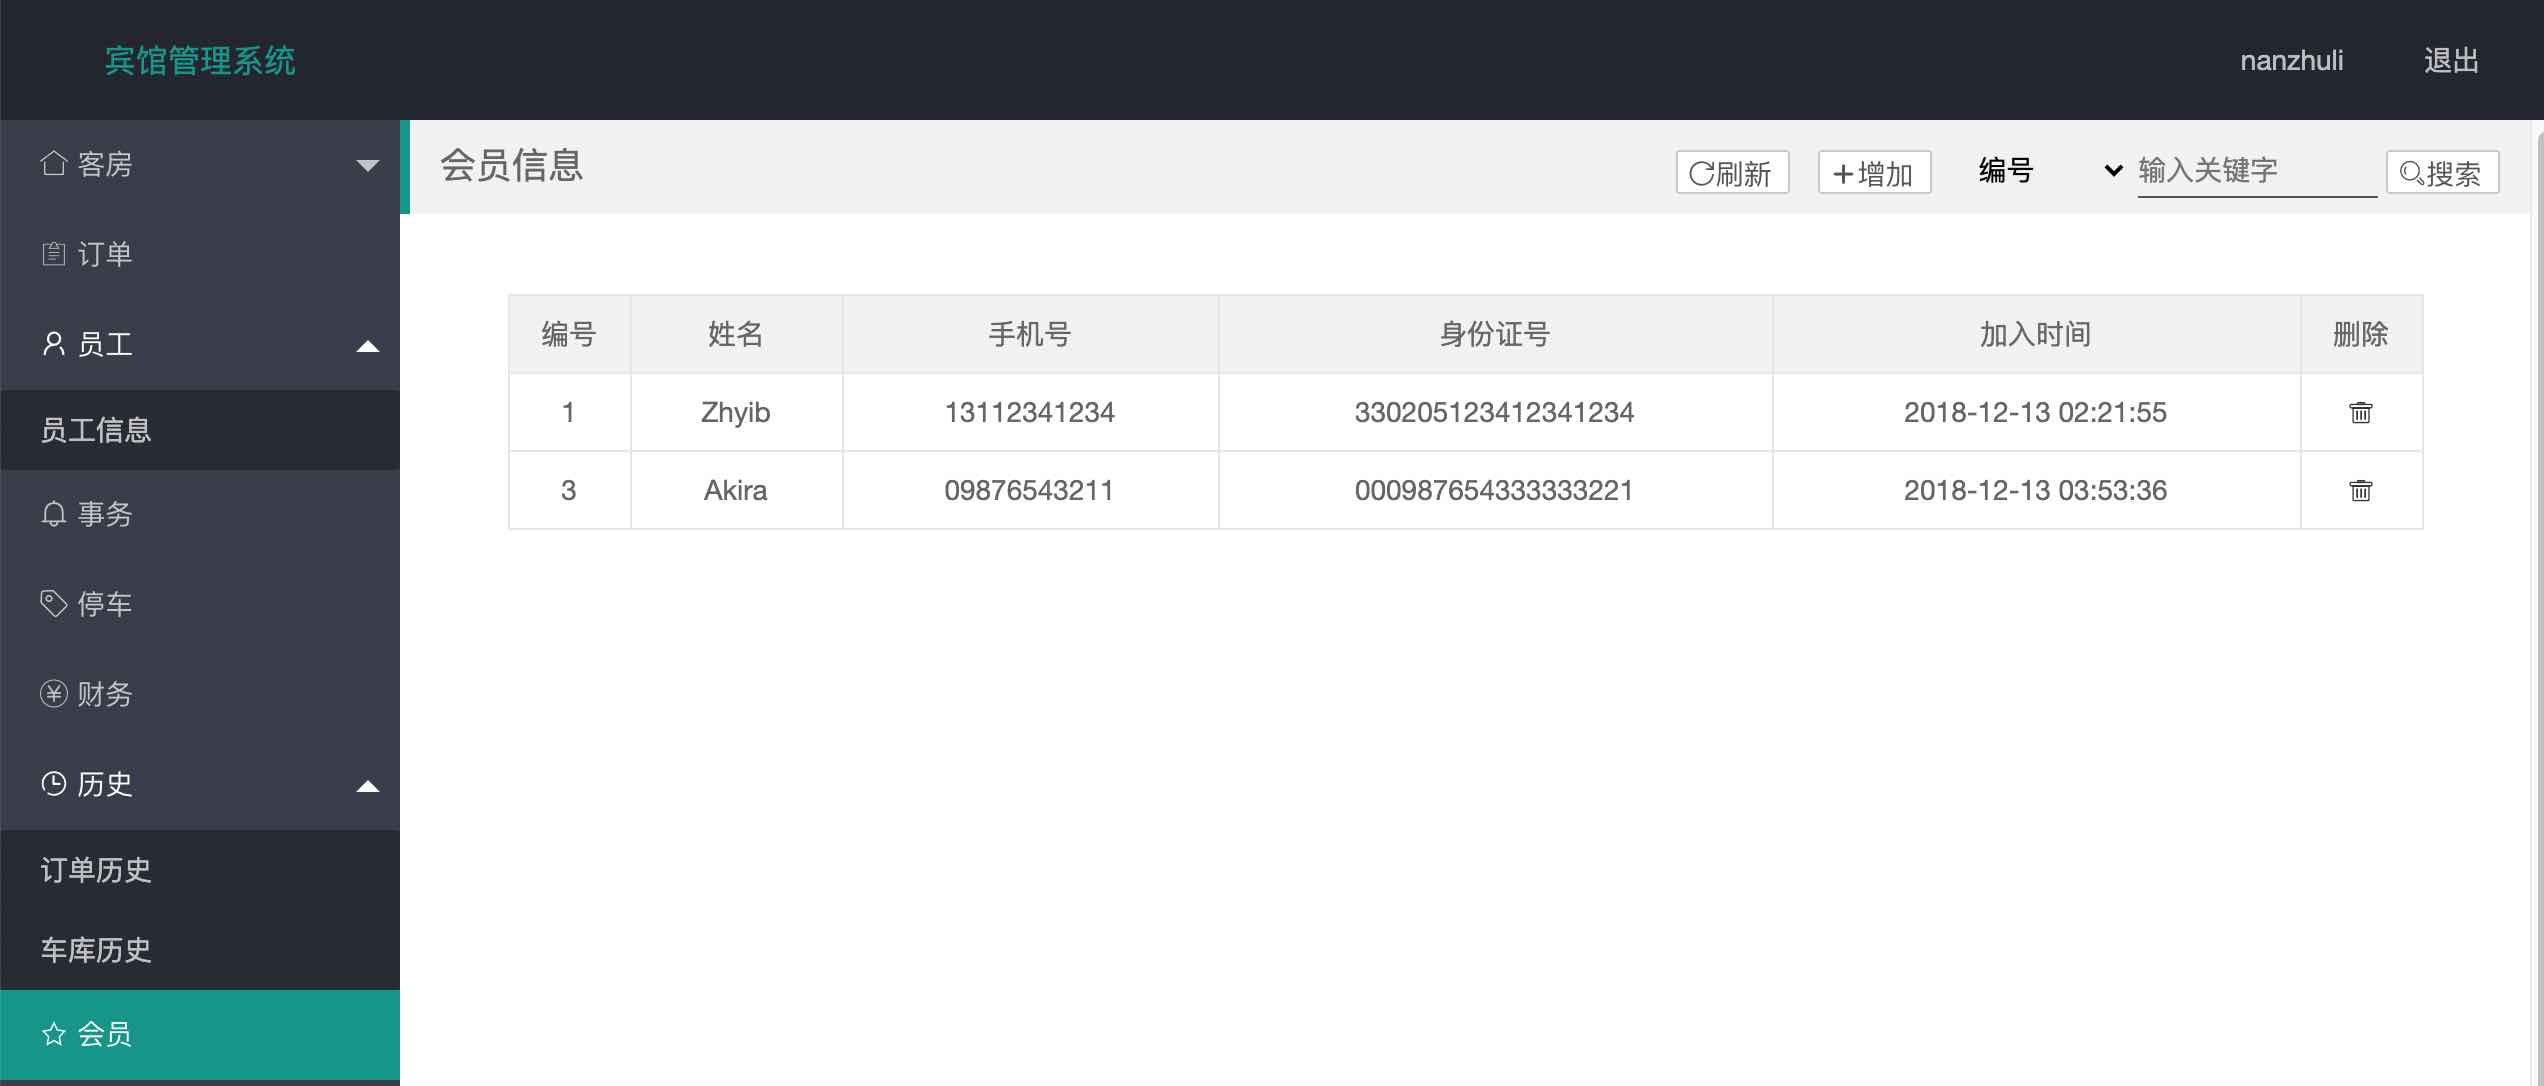 宾馆管理系统
nanzhuli 退出
客房
订单
员工
员工信息
事务
停车
财务
历史
订单历史
车库历史
会员
会员信息
刷新 +增加 编号 输入关键字 搜索
编号 姓名 手机号 身份证号 加入时间 删除
1 Zhyib 13112341234 330205123412341234 2018-12-13 02:21:55
3 Akira 09876543211 000987654333333221 2018-12-13 03:53:36